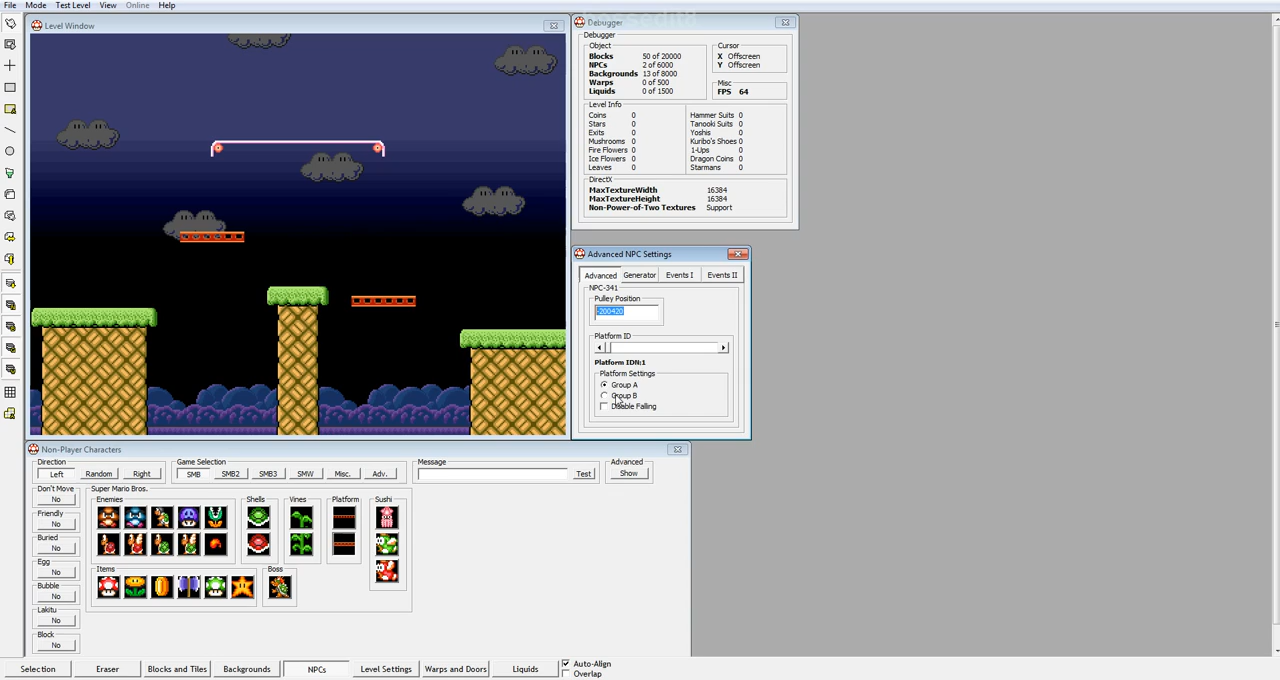 File Mode Test Level View Online Help
Level Window
Debugger
Debugger
Object
Blocks 50 of 20000
NPCs 2 of 6000
Backgrounds 13 of 8000
Warps 0 of 500
Liquids 0 of 1500
Cursor
X Offscreen
Y Offscreen
Misc
FPS 64
Level Info
Coins 0
Stars 0
Exits 0
Mushrooms 0
Fire Flowers 0
Ice Flowers 0
Leaves 0
Hammer Suits 0
Tanooki Suits 0
Yoshis 0
Kuribo's Shoes 0
1-Ups 0
Dragon Coins 0
Starmans 0
DirectX
MaxTextureWidth 16384
MaxTextureHeight 16384
Non-Power-of-Two Textures Support
Advanced NPC Settings
Advanced Generator Events I Events II
NPC-341
Pulley Position
-200420
Platform ID
Platform IDN:1
Platform Settings
Group A
Group B
Disable Falling
Non-Player Characters
Direction
Left Random Right
Game Selection
SMB SMB2 SMB3 SMW Misc. Adv.
Message
Test
Advanced
Show
Don't Move
No
Friendly
No
Buried
No
Egg
No
Bubble
No
Lakitu
No
Block
No
Super Mario Bros.
Enemies
Shells
Vines
Platform
Sushi
Items
Boss
Selection Eraser Blocks and Tiles Backgrounds NPCs Level Settings Warps and Doors Liquids
Auto-Align
Overlap